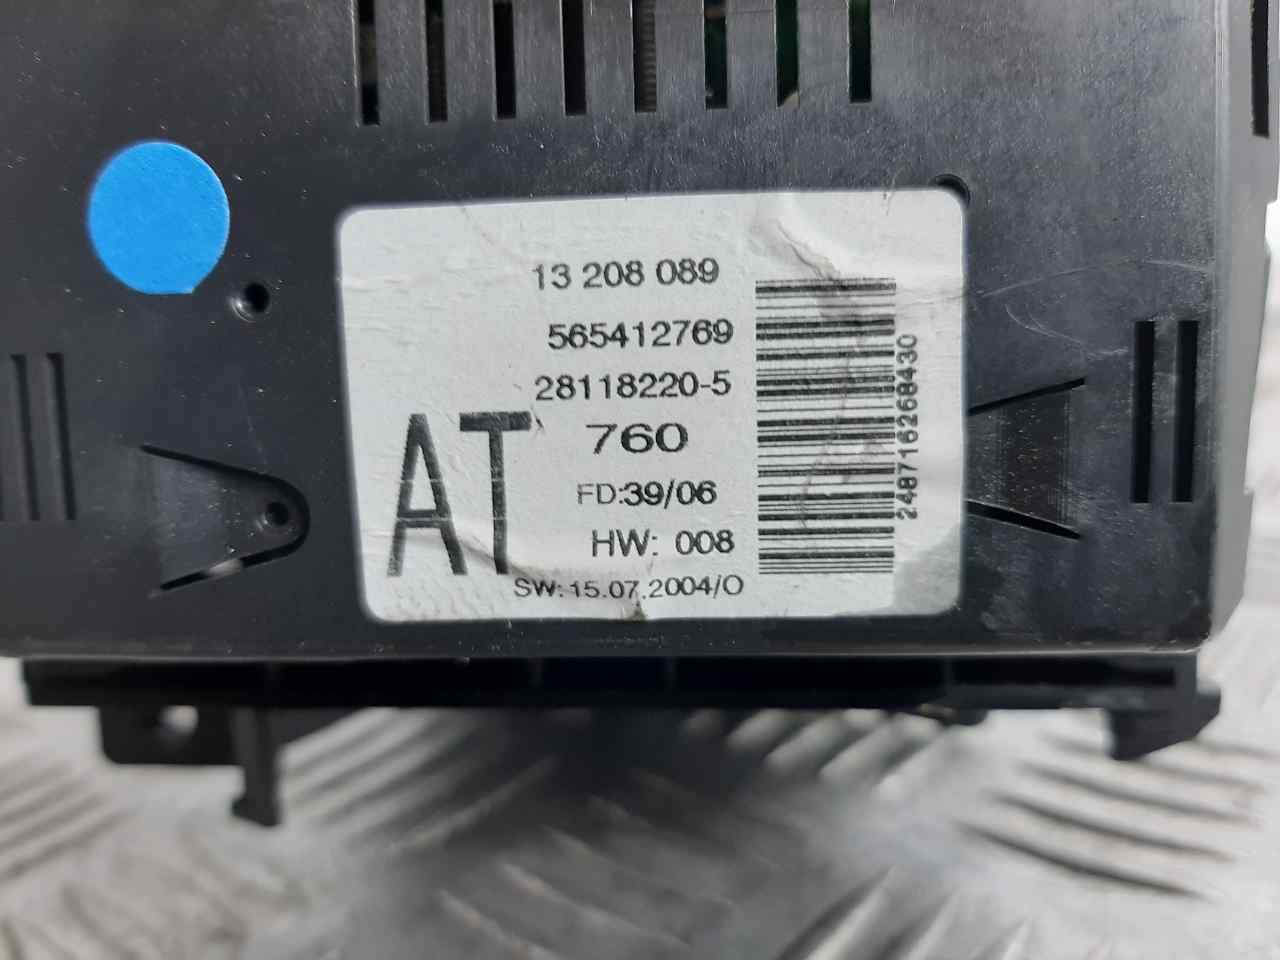 13 208 089
565412769
28118220-5
AT
760
FD:39/06
HW: 008
SW: 15.07.2004/O
248716268430